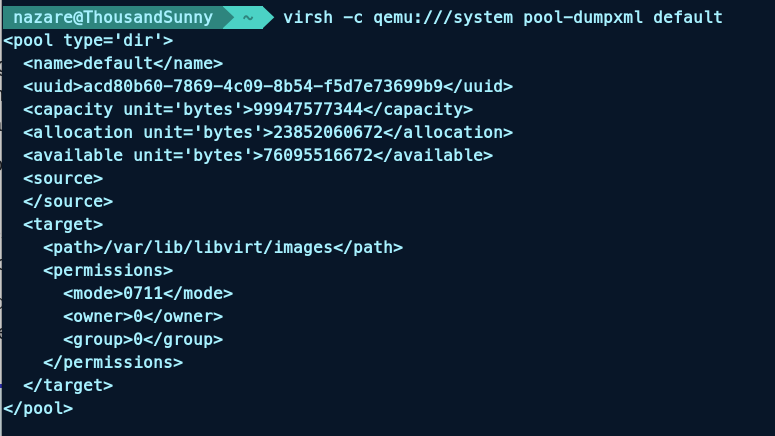 nazare@ThousandSunny ~ virsh -c qemu:///system pool-dumpxml default
<pool type='dir'>
  <name>default</name>
  <uuid>acd80b60-7869-4c09-8b54-f5d7e73699b9</uuid>
  <capacity unit='bytes'>99947577344</capacity>
  <allocation unit='bytes'>23852060672</allocation>
  <available unit='bytes'>76095516672</available>
  <source>
  </source>
  <target>
    <path>/var/lib/libvirt/images</path>
    <permissions>
      <mode>0711</mode>
      <owner>0</owner>
      <group>0</group>
    </permissions>
  </target>
</pool>